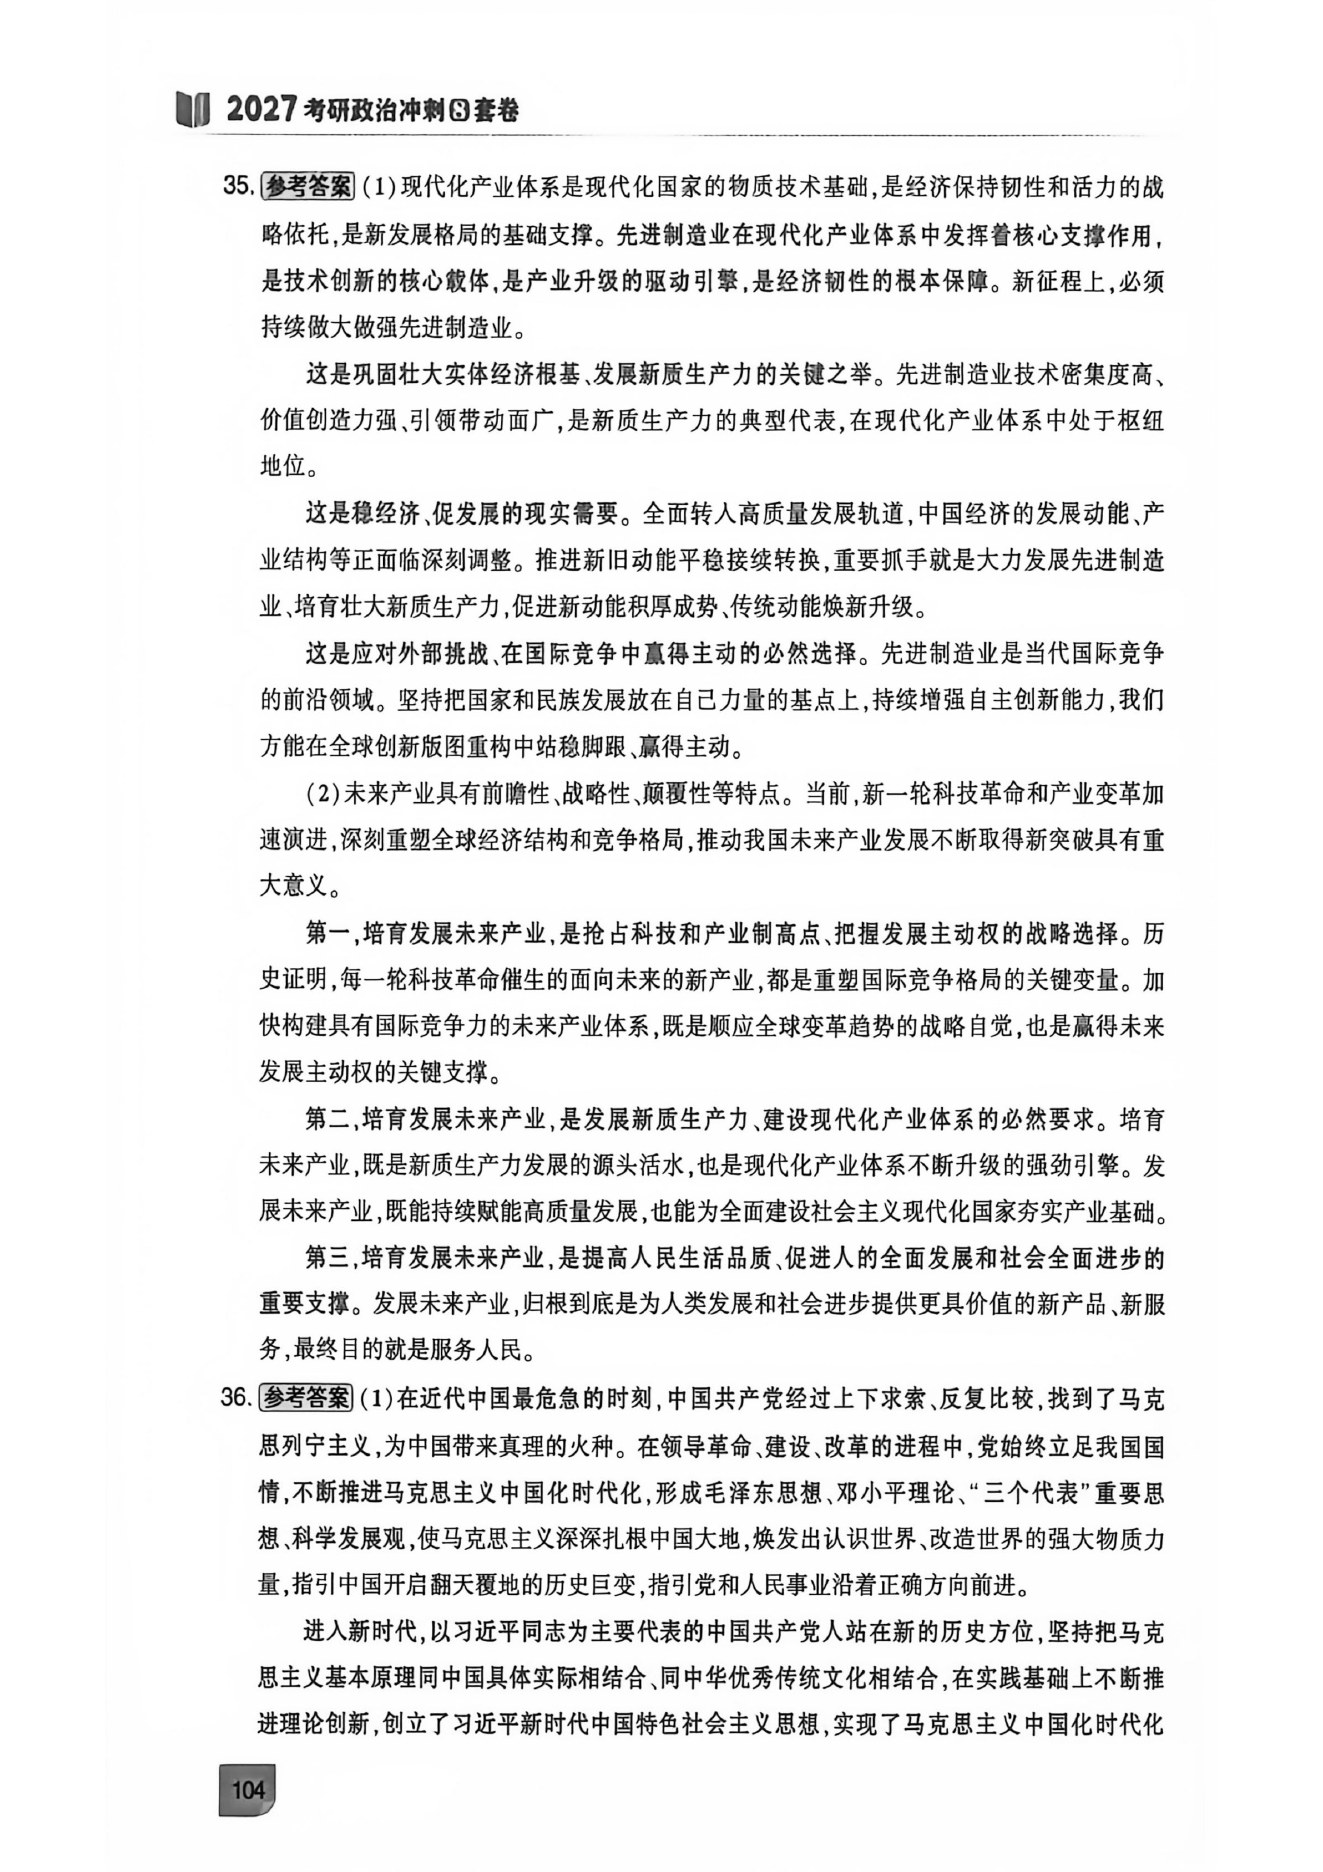 2027考研政治冲刺8套卷
35. 参考答案 (1)现代化产业体系是现代化国家的物质技术基础,是经济保持韧性和活力的战
略依托,是新发展格局的基础支撑。先进制造业在现代化产业体系中发挥着核心支撑作用,
是技术创新的核心载体,是产业升级的驱动引擎,是经济韧性的根本保障。新征程上,必须
持续做大做强先进制造业。
这是巩固壮大实体经济根基、发展新质生产力的关键之举。先进制造业技术密集度高、
价值创造力强、引领带动面广,是新质生产力的典型代表,在现代化产业体系中处于枢纽
地位。
这是稳经济、促发展的现实需要。全面转入高质量发展轨道,中国经济的发展动能、产
业结构等正面临深刻调整。推进新旧动能平稳接续转换,重要抓手就是大力发展先进制造
业、培育壮大新质生产力,促进新动能积厚成势、传统动能焕新升级。
这是应对外部挑战、在国际竞争中赢得主动的必然选择。先进制造业是当代国际竞争
的前沿领域。坚持把国家和民族发展放在自己力量的基点上,持续增强自主创新能力,我们
方能在全球创新版图重构中站稳脚跟、赢得主动。
(2)未来产业具有前瞻性、战略性、颠覆性等特点。当前,新一轮科技革命和产业变革加
速演进,深刻重塑全球经济结构和竞争格局,推动我国未来产业发展不断取得新突破具有重
大意义。
第一,培育发展未来产业,是抢占科技和产业制高点、把握发展主动权的战略选择。历
史证明,每一轮科技革命催生的面向未来的新产业,都是重塑国际竞争格局的关键变量。加
快构建具有国际竞争力的未来产业体系,既是顺应全球变革趋势的战略自觉,也是赢得未来
发展主动权的关键支撑。
第二,培育发展未来产业,是发展新质生产力、建设现代化产业体系的必然要求。培育
未来产业,既是新质生产力发展的源头活水,也是现代化产业体系不断升级的强劲引擎。发
展未来产业,既能持续赋能高质量发展,也能为全面建设社会主义现代化国家夯实产业基础。
第三,培育发展未来产业,是提高人民生活品质、促进人的全面发展和社会全面进步的
重要支撑。发展未来产业,归根到底是为人类发展和社会进步提供更具价值的新产品、新服
务,最终目的就是服务人民。
36. 参考答案 (1)在近代中国最危急的时刻,中国共产党经过上下求索、反复比较,找到了马克
思列宁主义,为中国带来真理的火种。在领导革命、建设、改革的进程中,党始终立足我国国
情,不断推进马克思主义中国化时代化,形成毛泽东思想、邓小平理论、“三个代表”重要思
想、科学发展观,使马克思主义深深扎根中国大地,焕发出认识世界、改造世界的强大物质力
量,指引中国开启翻天覆地的历史巨变,指引党和人民事业沿着正确方向前进。
进入新时代,以习近平同志为主要代表的中国共产党人站在新的历史方位,坚持把马克
思主义基本原理同中国具体实际相结合、同中华优秀传统文化相结合,在实践基础上不断推
进理论创新,创立了习近平新时代中国特色社会主义思想,实现了马克思主义中国化时代化
104